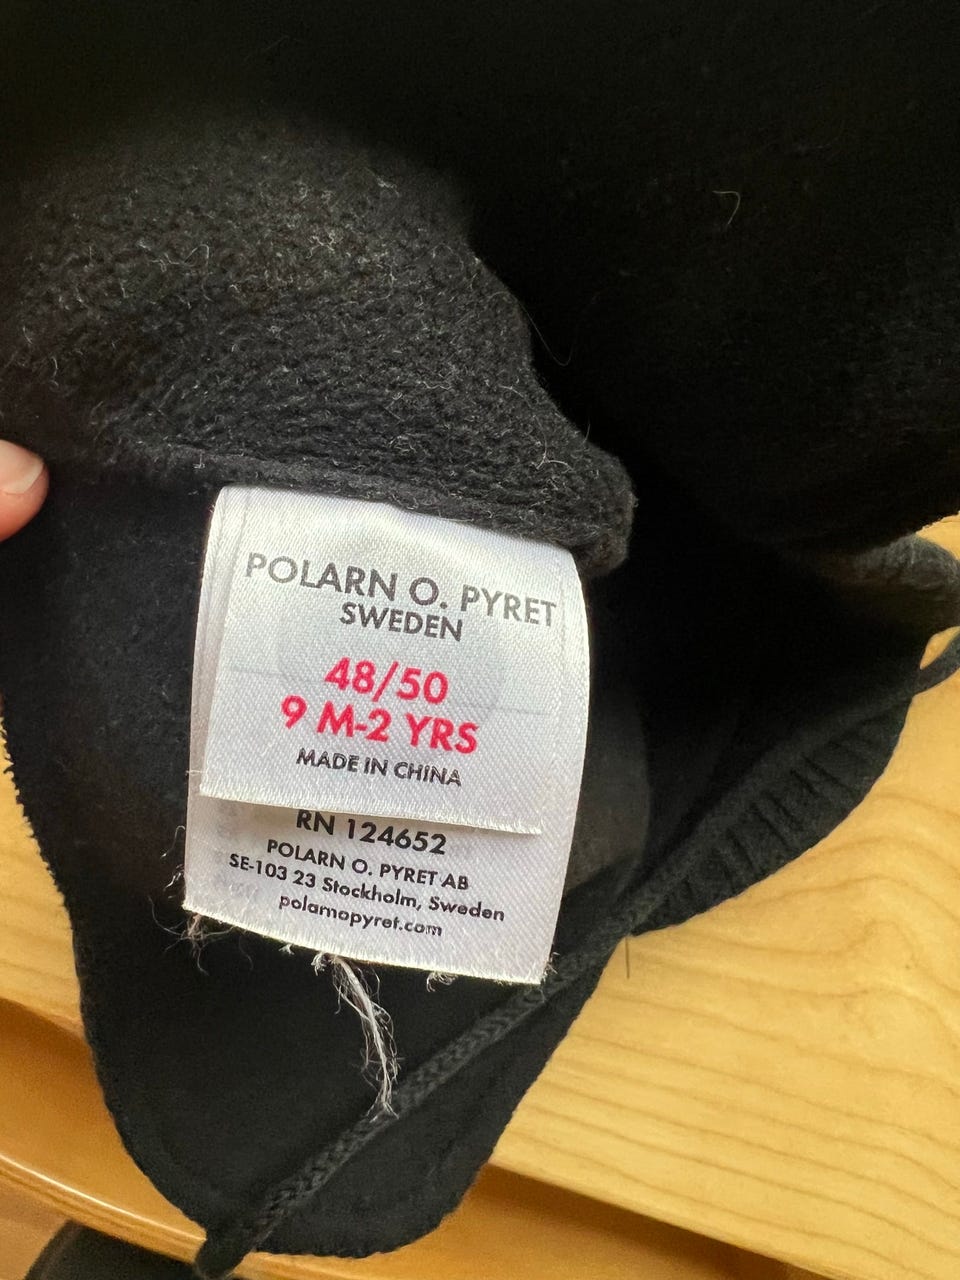 POLARN O. PYRET
SWEDEN
48/50
9 M-2 YRS
MADE IN CHINA
RN 124652
POLARN O. PYRET AB
SE-103 23 Stockholm, Sweden
polarnopyret.com